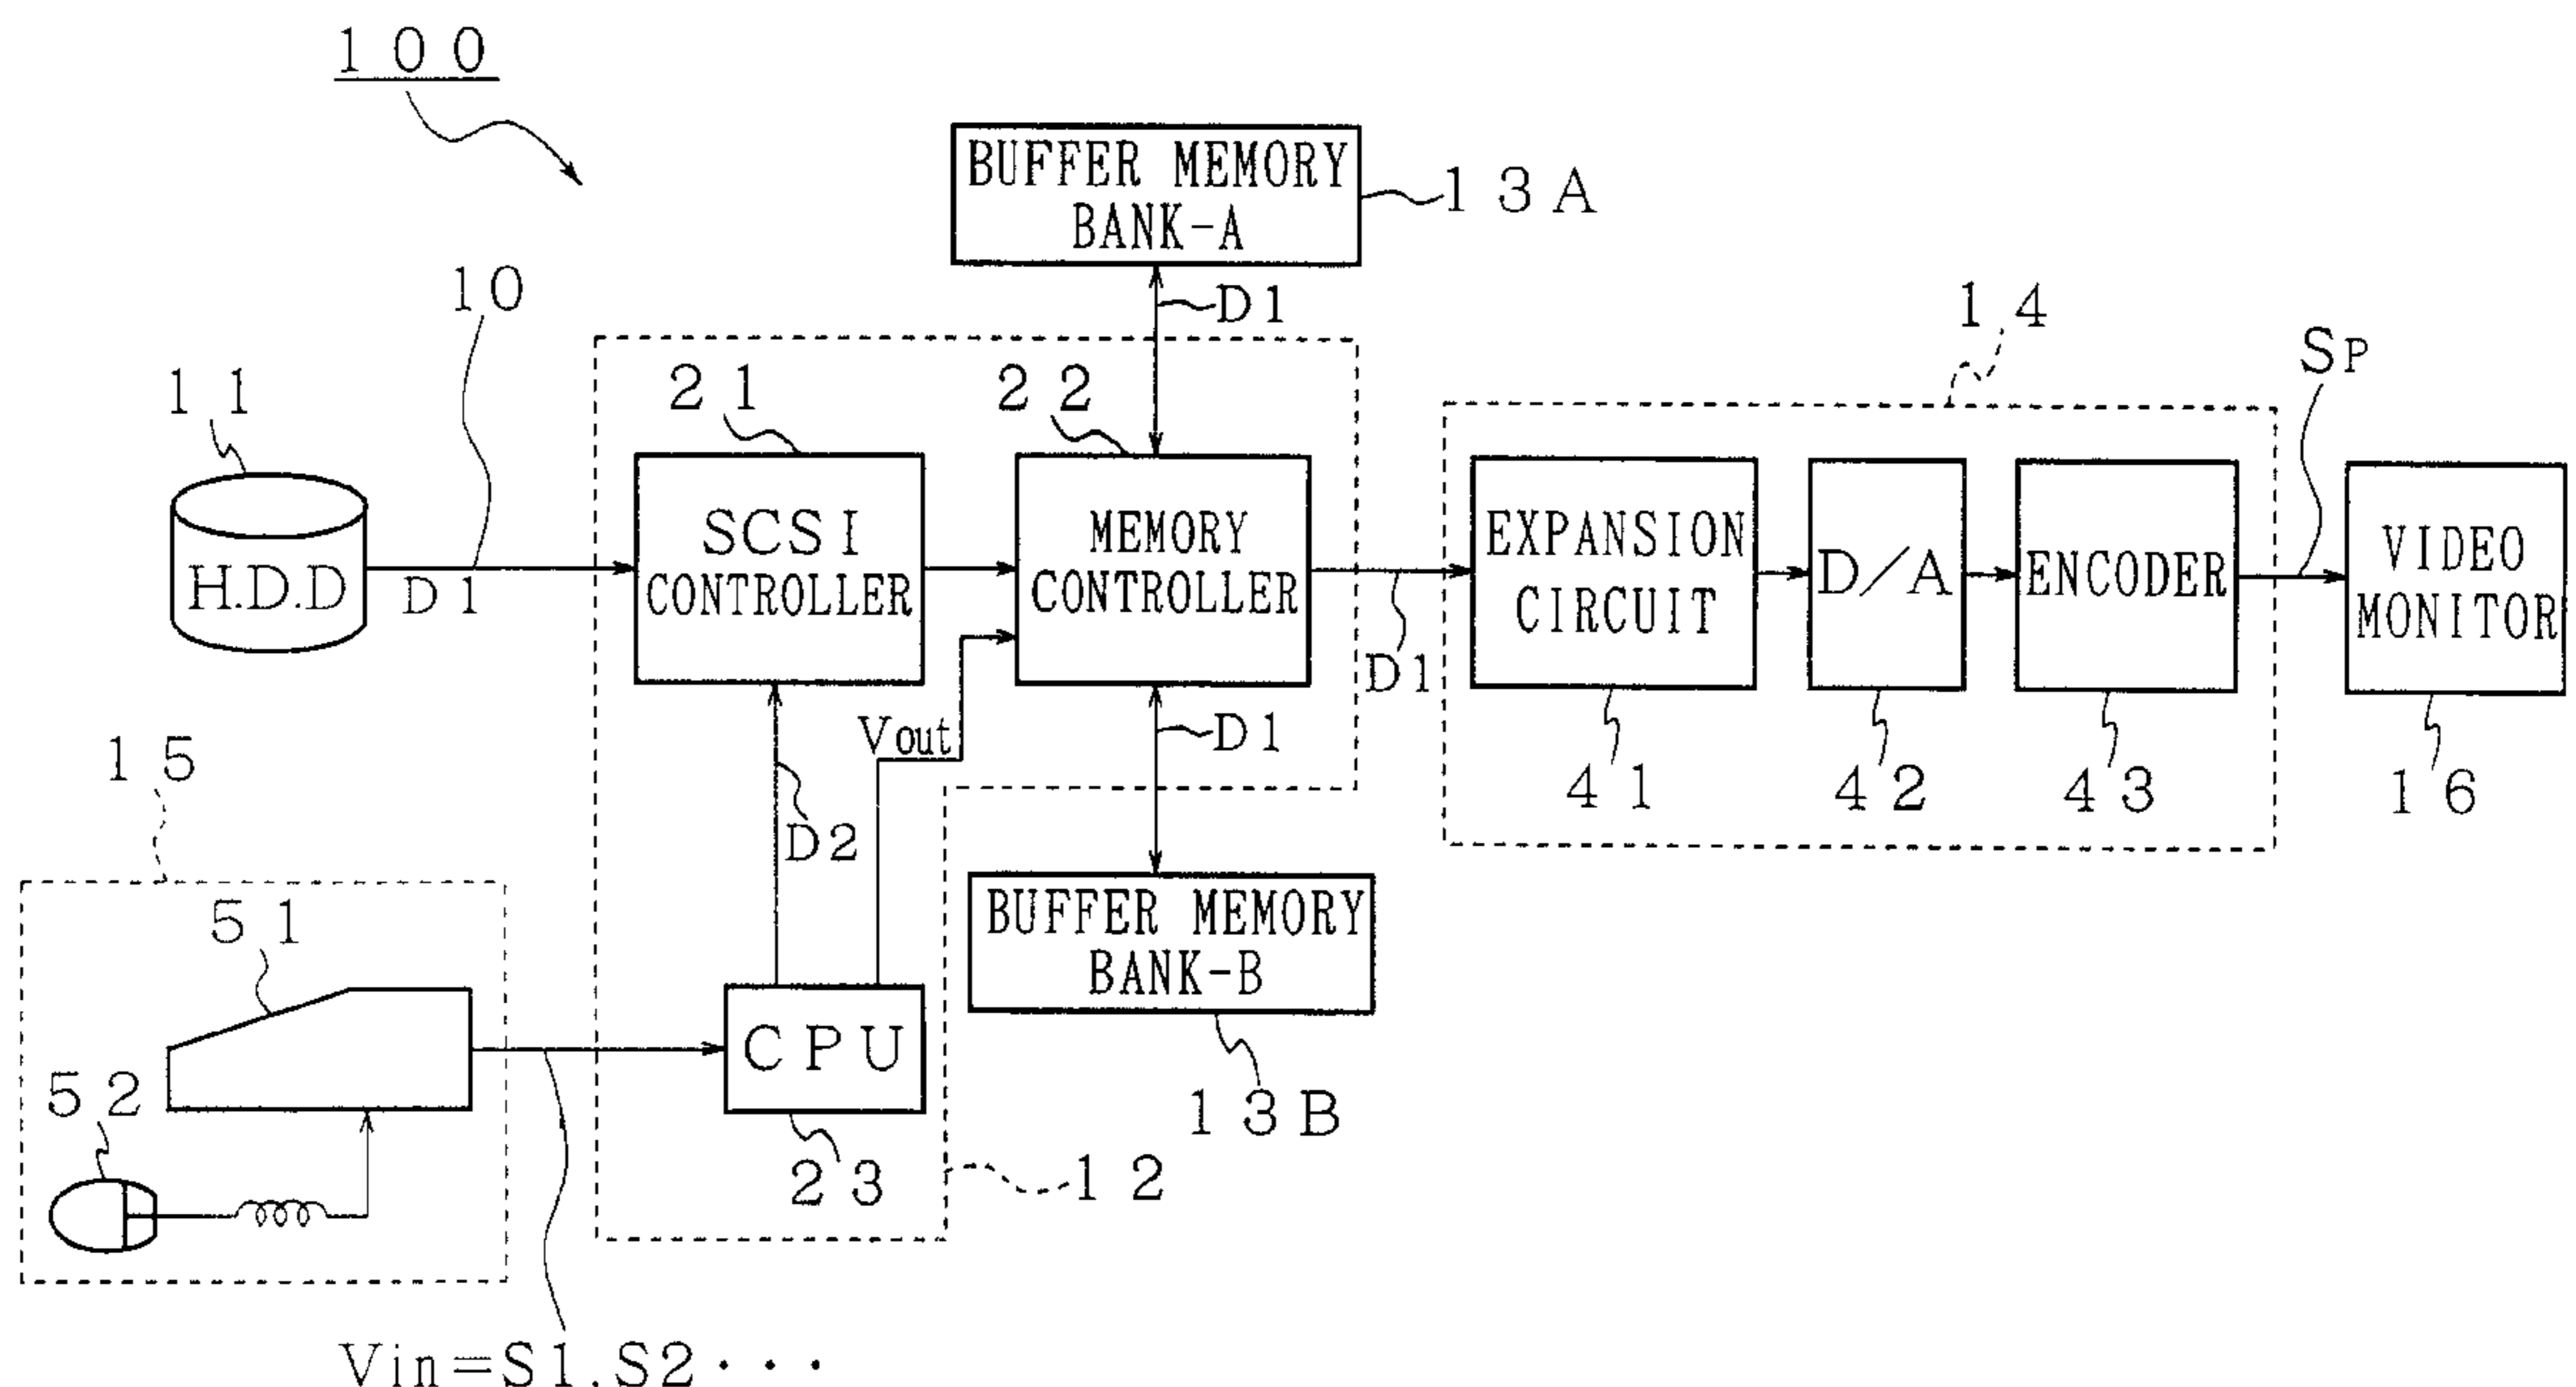 100
BUFFER MEMORY
BANK-A
13A
10
D1
14
11
21
22
SP
H.D.D
D1
SCSI
CONTROLLER
MEMORY
CONTROLLER
D1
EXPANSION
CIRCUIT
D/A
ENCODER
VIDEO
MONITOR
Vout
D1
41
42
43
16
15
D2
51
BUFFER MEMORY
BANK-B
CPU
52
13B
23
12
Vin=S1.S2···